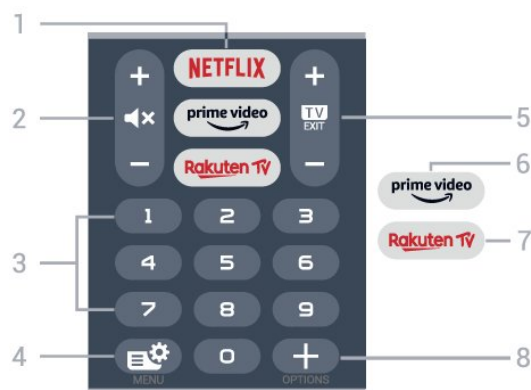 1
NETFLIX
+ +
2 prime video TV 5
EXIT
6
- Rakuten TV -
prime video
1 2 3
Rakuten TV 7
3 4 5 6
7 8 9
4 0 + 8
MENU OPTIONS